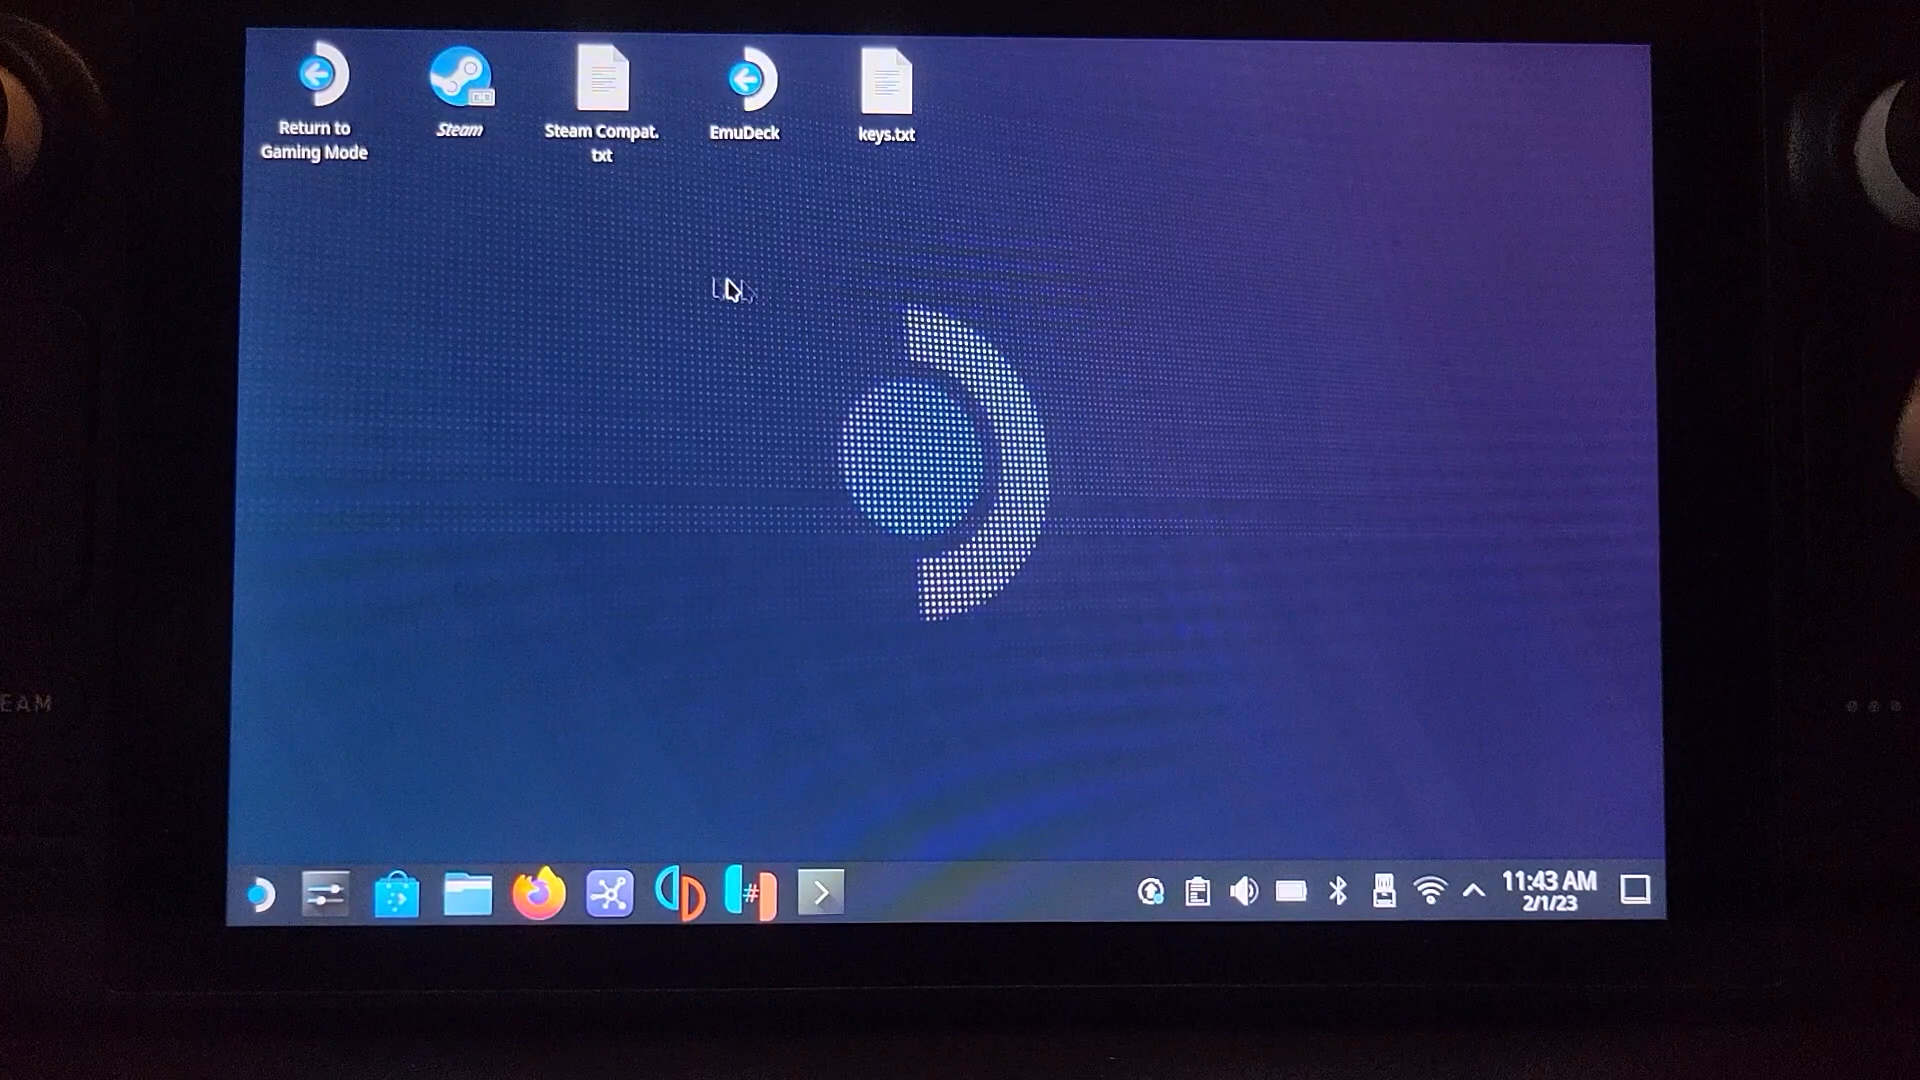 Return to
Gaming Mode
Steam
Steam Compat.
txt
EmuDeck
keys.txt
EAM
#
11:43 AM
2/1/23